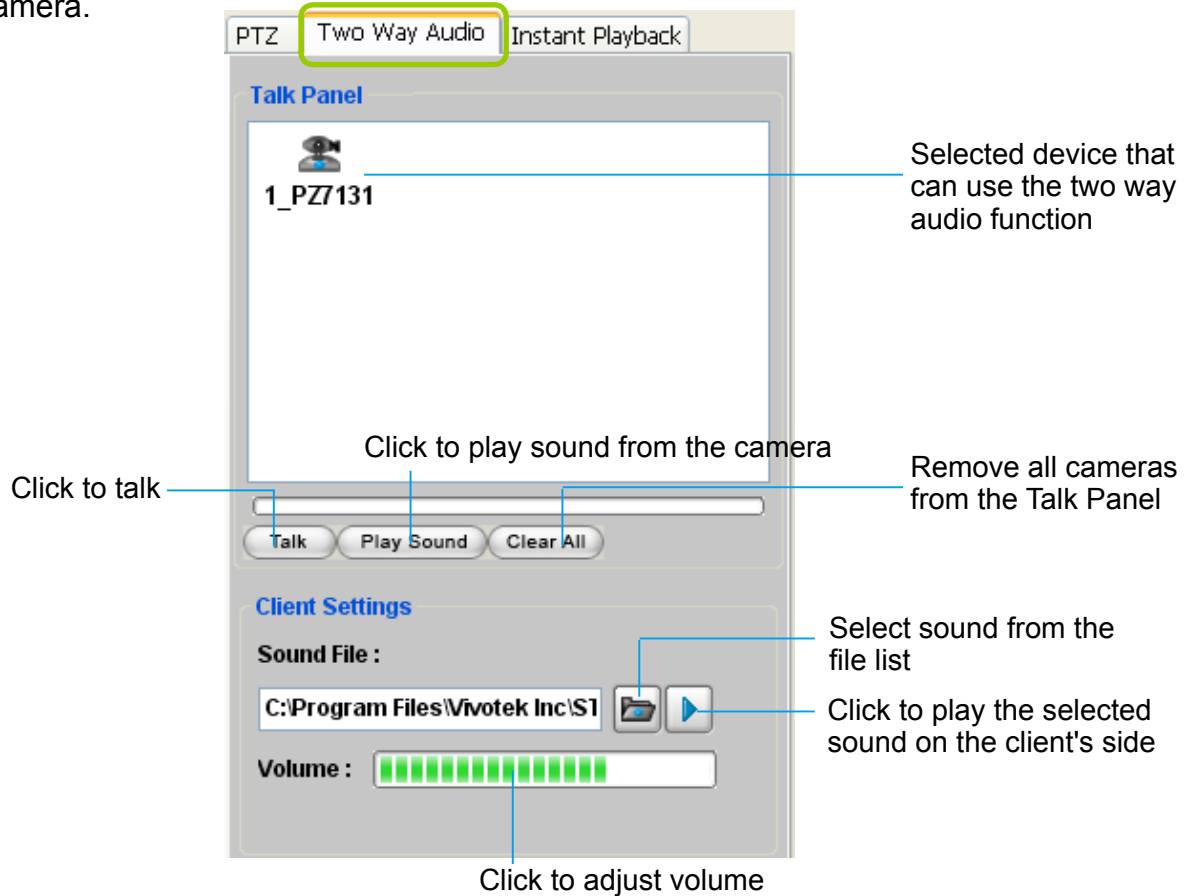 amera.
PTZ Two Way Audio Instant Playback
Talk Panel
1_PZ7131
Selected device that
can use the two way
audio function
Click to play sound from the camera
Click to talk
Remove all cameras
from the Talk Panel
Talk Play Sound Clear All
Client Settings
Sound File :
Select sound from the
file list
C:\Program Files\Vivotek Inc\ST
Click to play the selected
sound on the client's side
Volume :
Click to adjust volume